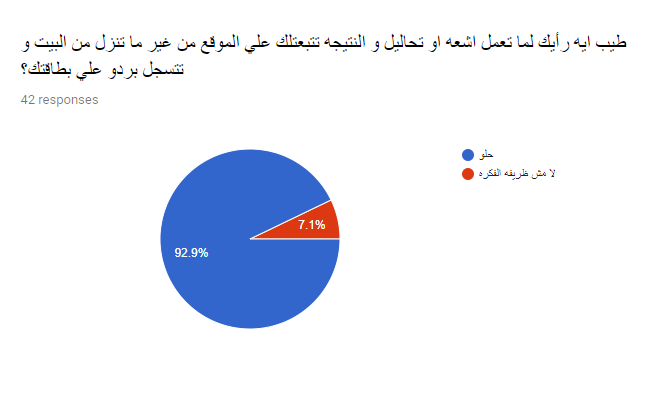 طيب ايه رأيك لما تعمل اشعه او تحاليل و النتيجه تتبعتلك علي الموقع من غير ما تنزل من البيت و
تتسجل بردو علي بطاقتك؟
42 responses
حلو
لا مش ظريفه الفكره
7.1%
92.9%